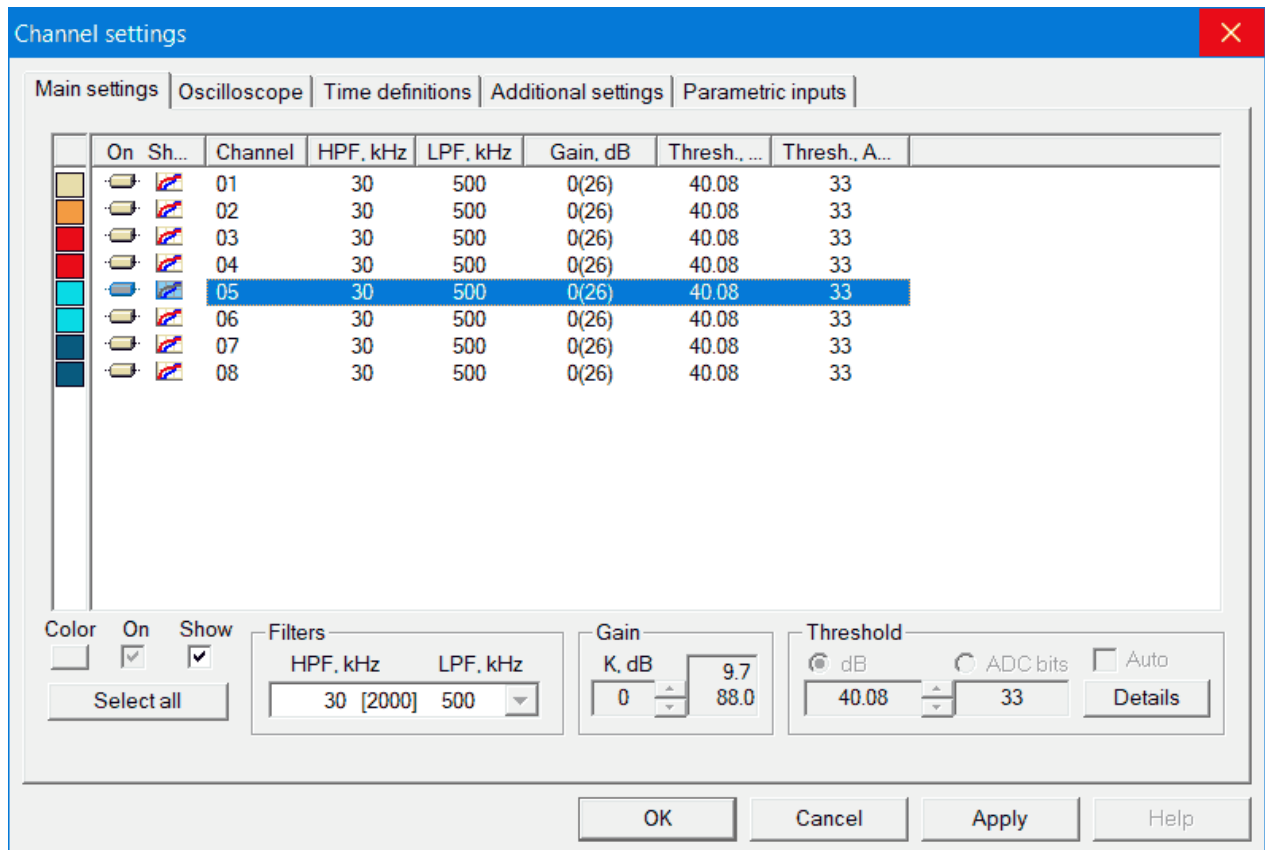 Channel settings
Main settings Oscilloscope Time definitions Additional settings Parametric inputs
On Sh... Channel HPF, kHz LPF, kHz Gain, dB Thresh., ... Thresh., A...
01 30 500 0(26) 40.08 33
02 30 500 0(26) 40.08 33
03 30 500 0(26) 40.08 33
04 30 500 0(26) 40.08 33
05 30 500 0(26) 40.08 33
06 30 500 0(26) 40.08 33
07 30 500 0(26) 40.08 33
08 30 500 0(26) 40.08 33
Color On Show Filters Gain Threshold
HPF, kHz LPF, kHz K, dB 9.7 dB ADC bits Auto
30 [2000] 500 0 88.0 40.08 33 Details
Select all
OK Cancel Apply Help